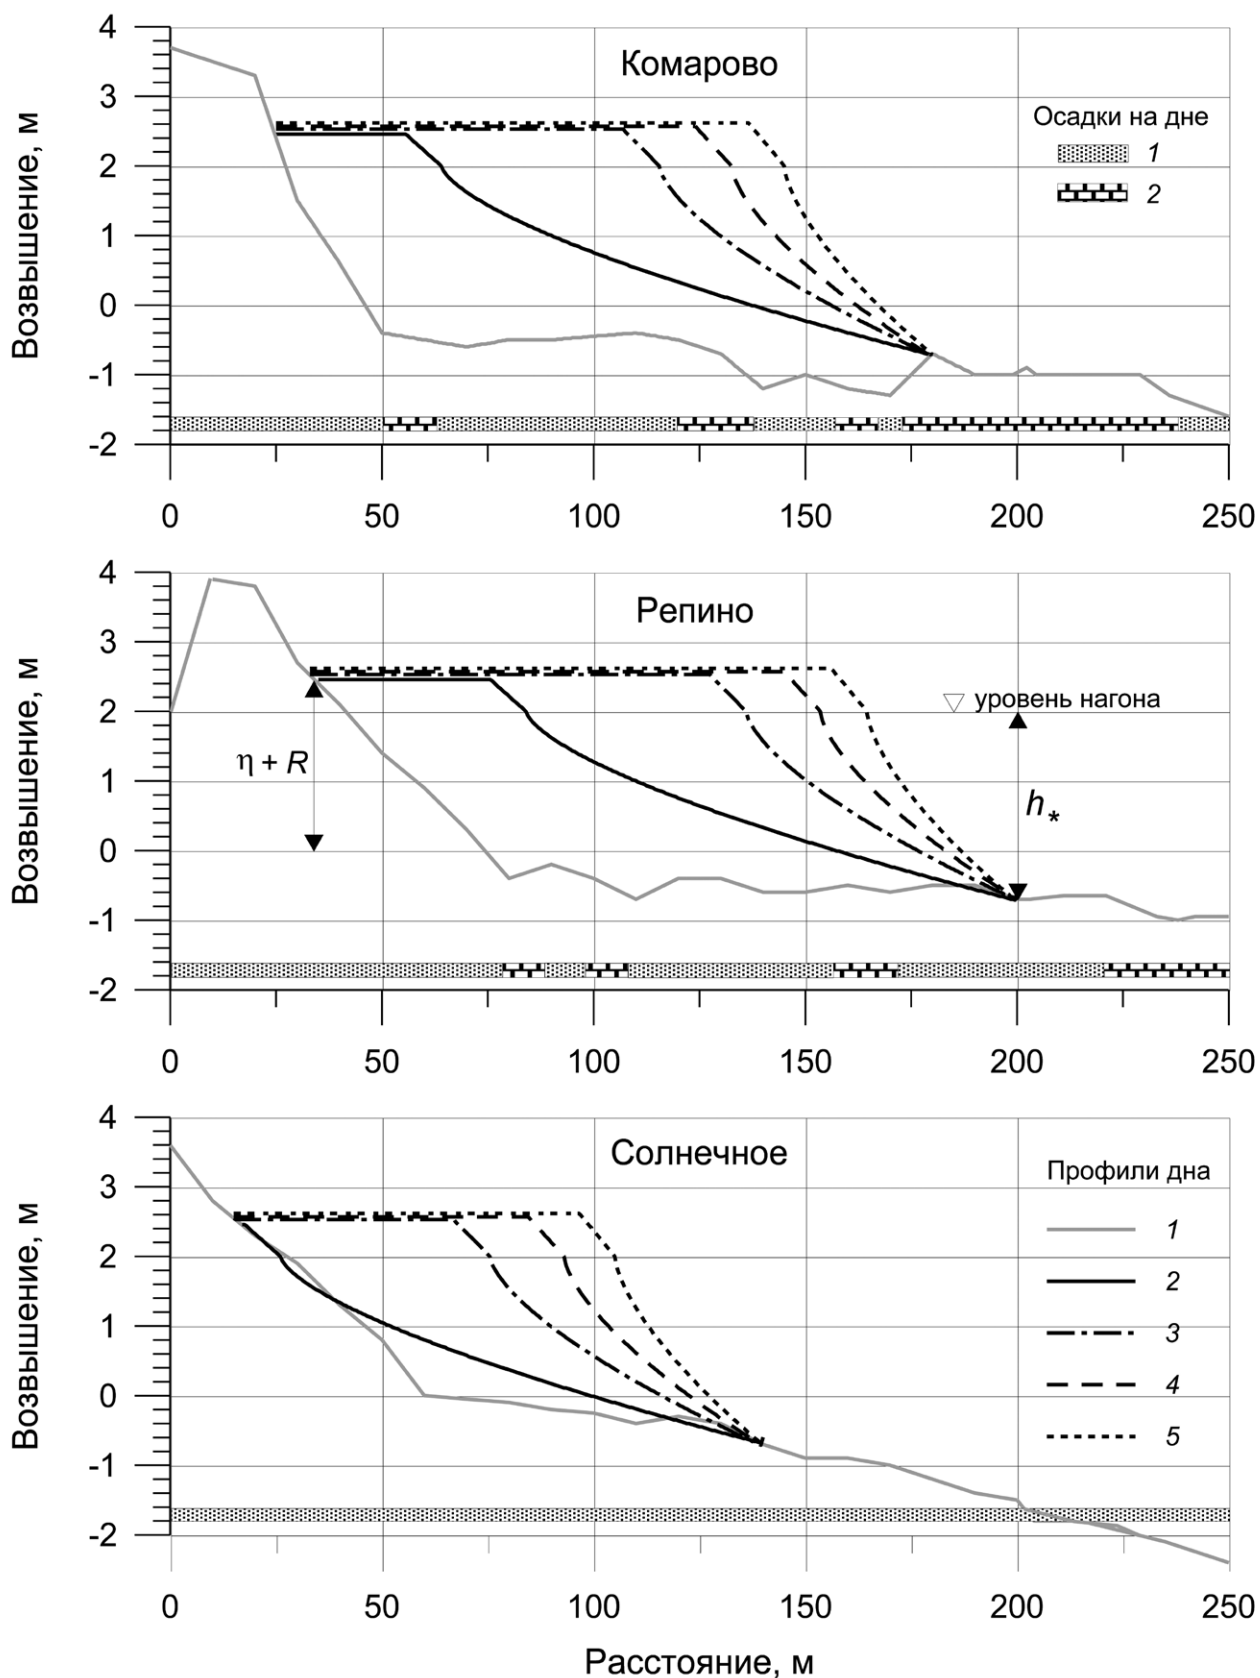 Комарово
Возвышение, м
4
3
2
1
0
-1
-2
Осадки на дне
1
2
0 50 100 150 200 250
Репино
Возвышение, м
4
3
2
1
0
-1
-2
▽ уровень нагона
η + R
h*
0 50 100 150 200 250
Солнечное
Возвышение, м
4
3
2
1
0
-1
-2
Профили дна
1
2
3
4
5
0 50 100 150 200 250
Расстояние, м